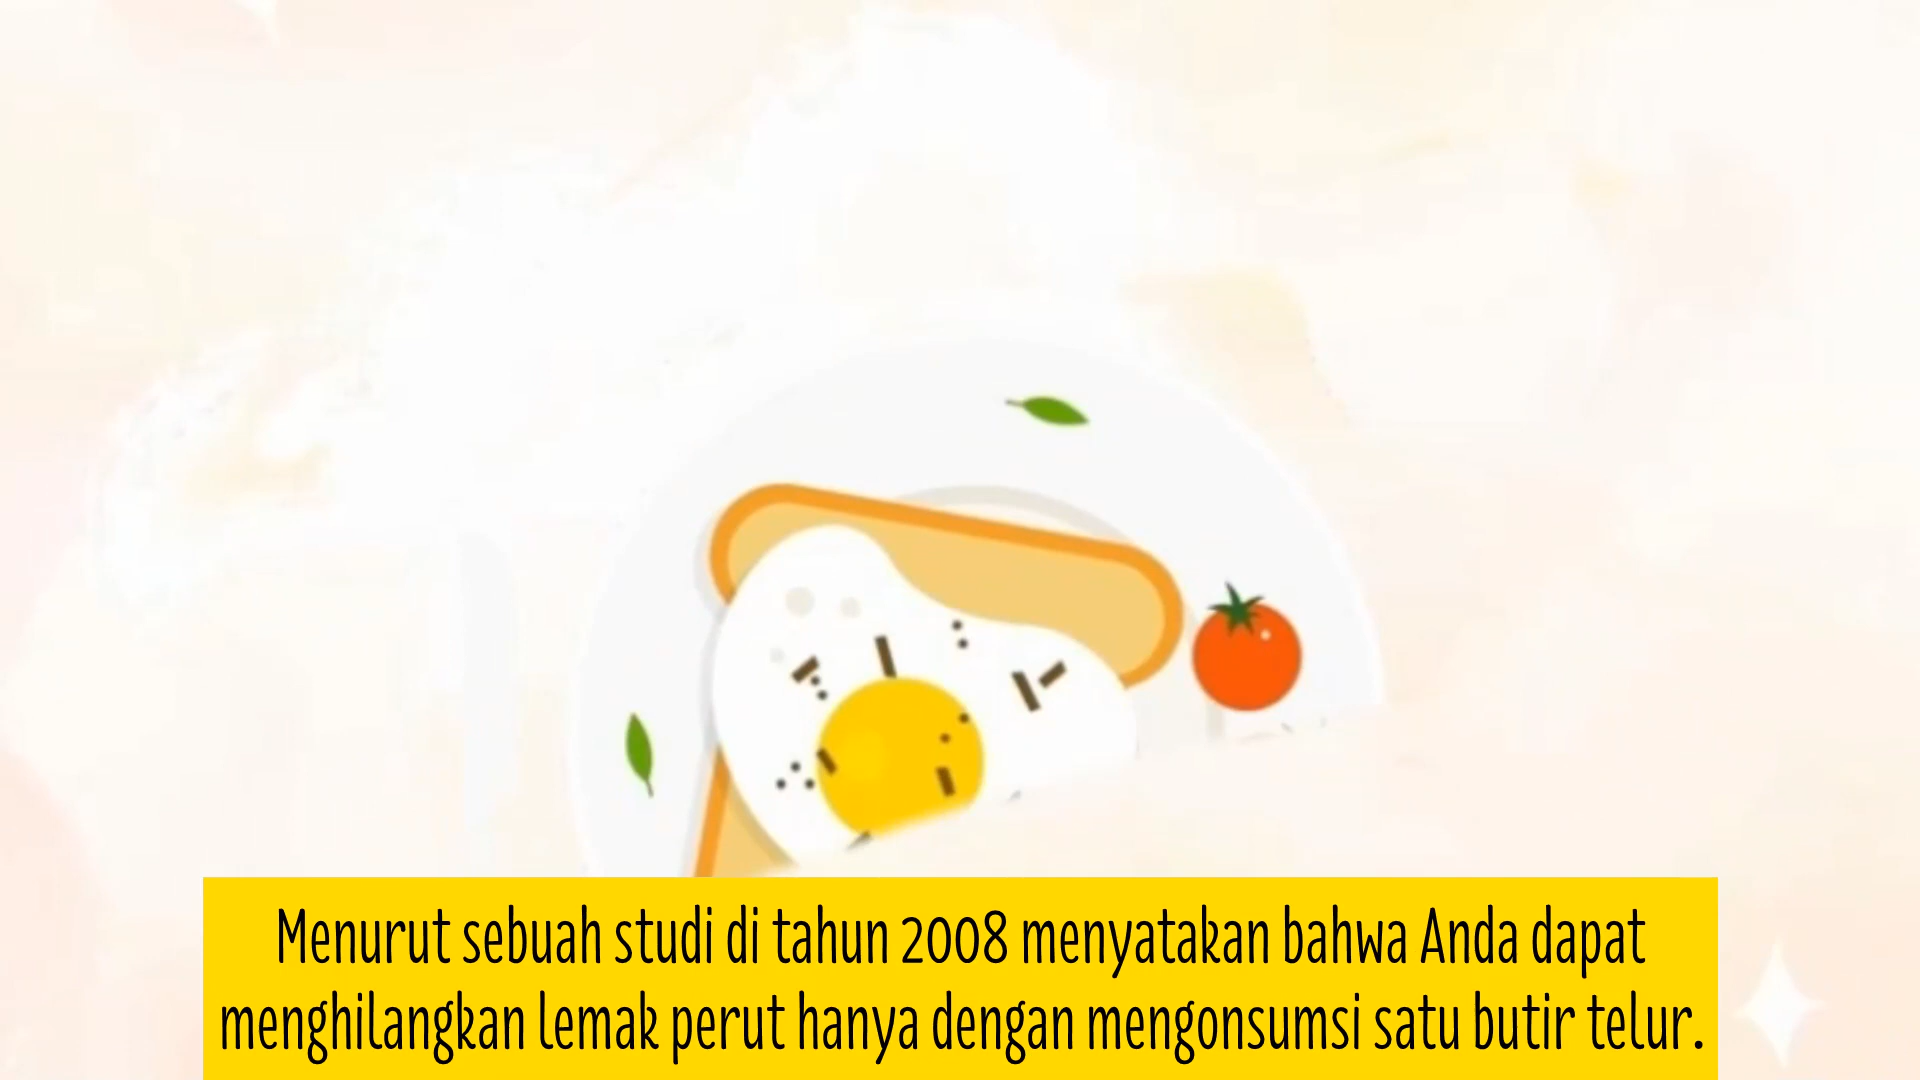 Menurut sebuah studi di tahun 2008 menyatakan bahwa Anda dapat
menghilangkan lemak perut hanya dengan mengonsumsi satu butir telur.